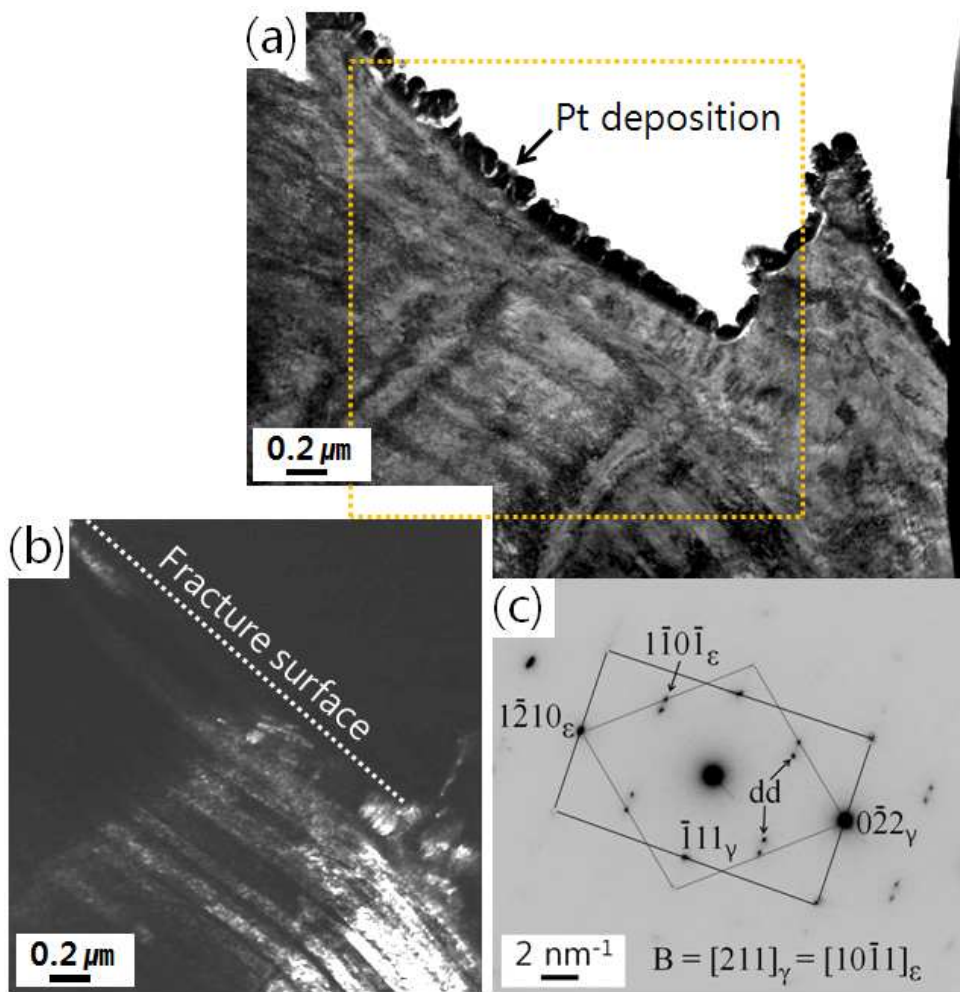 (a)
Pt deposition
0.2 μm
(b)
Fracture surface
0.2 μm
(c)
11̄01̄ε
12̄10ε
dd
1̄11γ
02̄2γ
2 nm⁻¹
B = [211]γ = [101̄1]ε